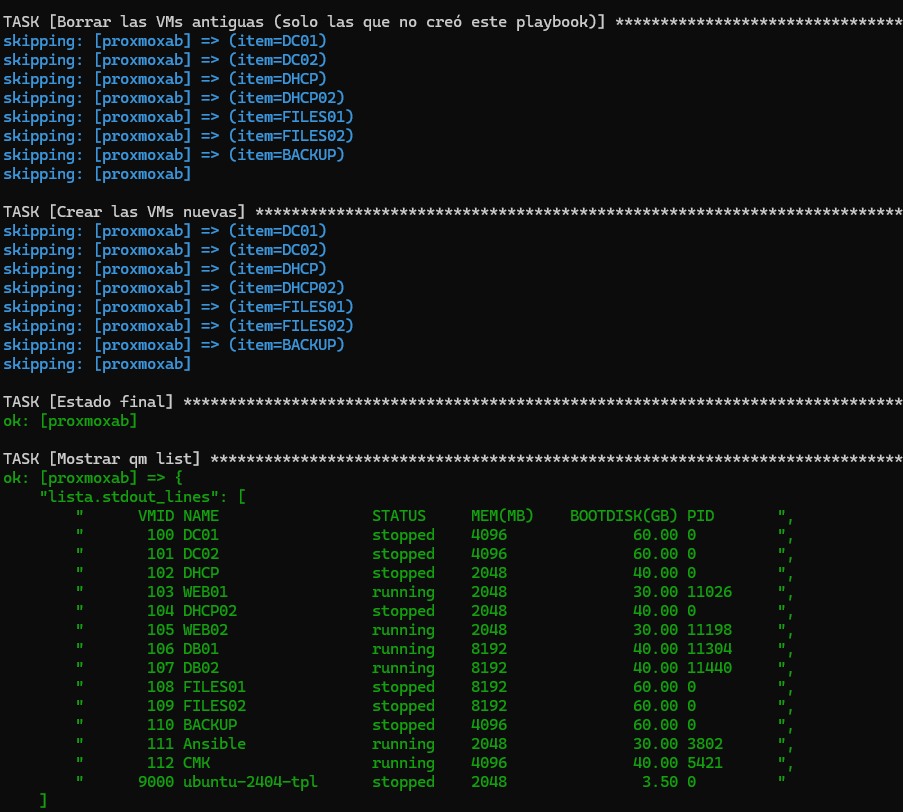 TASK [Borrar las VMs antiguas (solo las que no creó este playbook)] ********************************
skipping: [proxmoxab] => (item=DC01)
skipping: [proxmoxab] => (item=DC02)
skipping: [proxmoxab] => (item=DHCP)
skipping: [proxmoxab] => (item=DHCP02)
skipping: [proxmoxab] => (item=FILES01)
skipping: [proxmoxab] => (item=FILES02)
skipping: [proxmoxab] => (item=BACKUP)
skipping: [proxmoxab]
TASK [Crear las VMs nuevas] ************************************************************************
skipping: [proxmoxab] => (item=DC01)
skipping: [proxmoxab] => (item=DC02)
skipping: [proxmoxab] => (item=DHCP)
skipping: [proxmoxab] => (item=DHCP02)
skipping: [proxmoxab] => (item=FILES01)
skipping: [proxmoxab] => (item=FILES02)
skipping: [proxmoxab] => (item=BACKUP)
skipping: [proxmoxab]
TASK [Estado final] ********************************************************************************
ok: [proxmoxab]
TASK [Mostrar qm list] *****************************************************************************
ok: [proxmoxab] => {
    "lista.stdout_lines": [
        "      VMID NAME                 STATUS     MEM(MB)    BOOTDISK(GB) PID       ",
        "       100 DC01                 stopped    4096              60.00 0         ",
        "       101 DC02                 stopped    4096              60.00 0         ",
        "       102 DHCP                 stopped    2048              40.00 0         ",
        "       103 WEB01                running    2048              30.00 11026     ",
        "       104 DHCP02               stopped    2048              40.00 0         ",
        "       105 WEB02                running    2048              30.00 11198     ",
        "       106 DB01                 running    8192              40.00 11304     ",
        "       107 DB02                 running    8192              40.00 11440     ",
        "       108 FILES01              stopped    8192              60.00 0         ",
        "       109 FILES02              stopped    8192              60.00 0         ",
        "       110 BACKUP               stopped    4096              60.00 0         ",
        "       111 Ansible              running    2048              30.00 3802      ",
        "       112 CMK                  running    4096              40.00 5421      ",
        "      9000 ubuntu-2404-tpl      stopped    2048               3.50 0         "
    ]